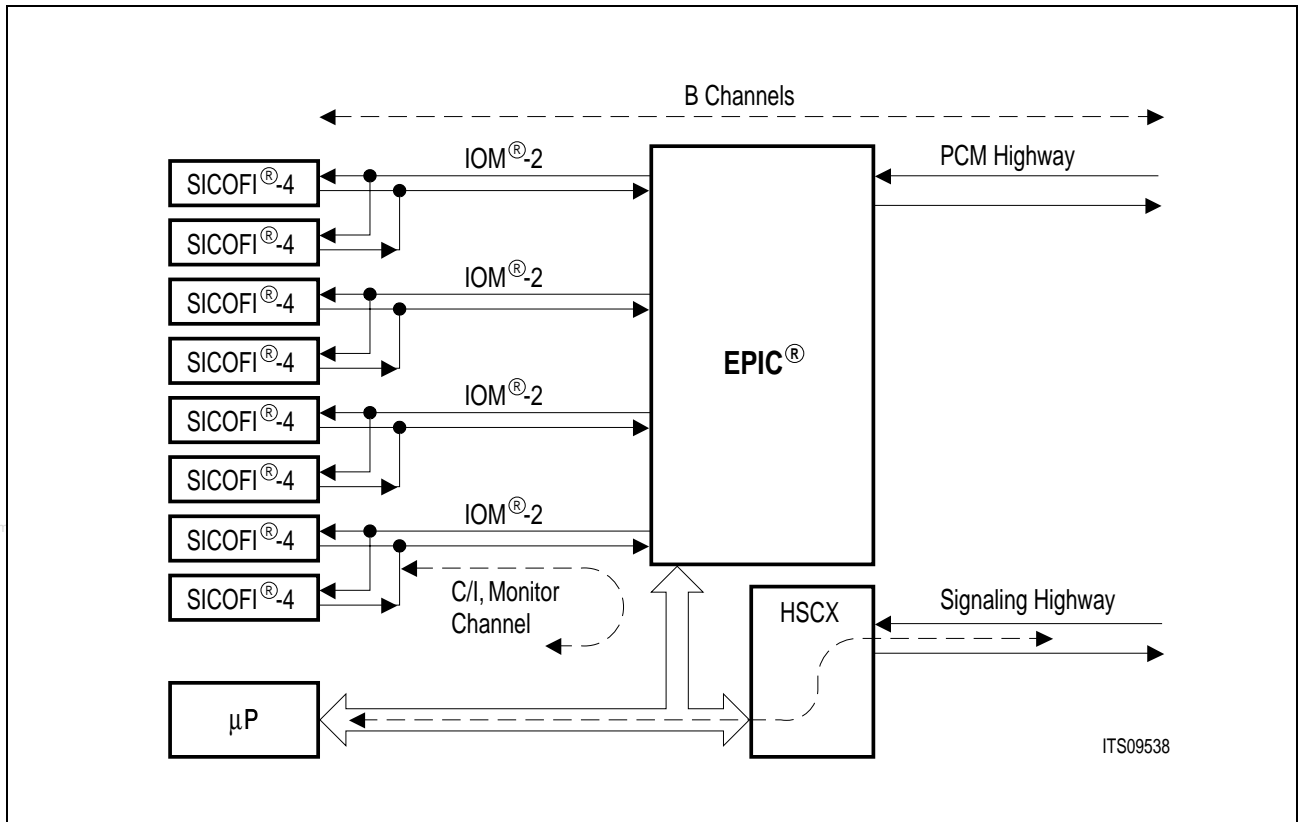 B Channels
IOM®-2
PCM Highway
SICOFI®-4
SICOFI®-4
IOM®-2
SICOFI®-4
SICOFI®-4
EPIC®
IOM®-2
SICOFI®-4
SICOFI®-4
IOM®-2
SICOFI®-4
SICOFI®-4
C/I, Monitor
Channel
HSCX
Signaling Highway
µP
ITS09538